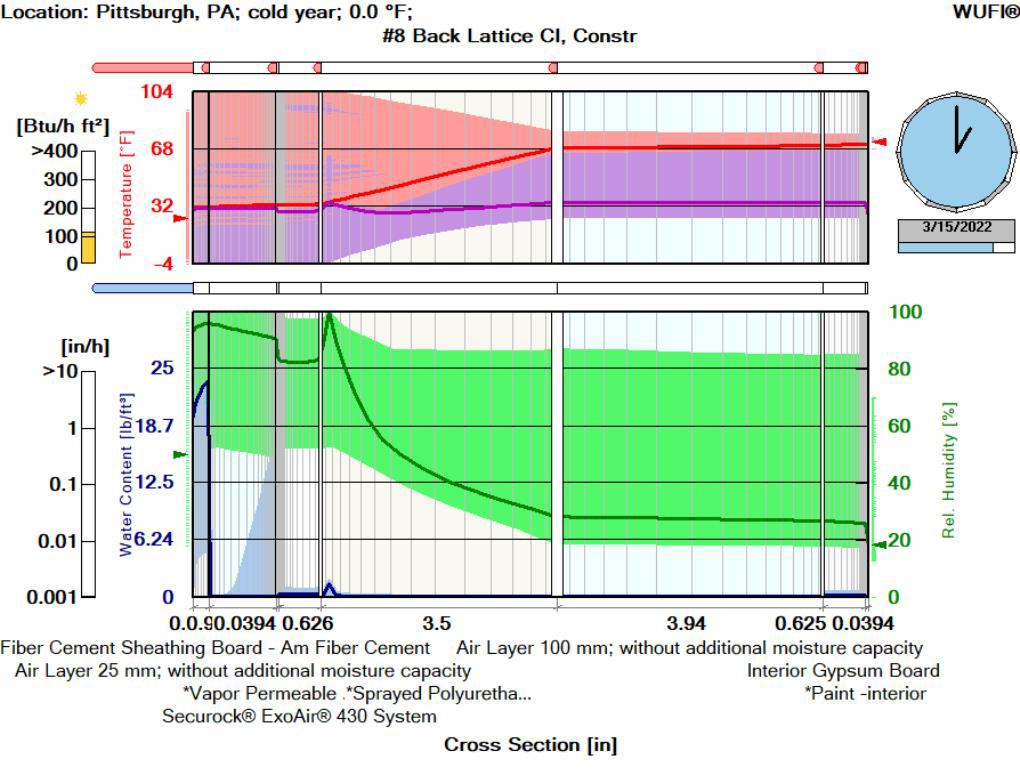 Location: Pittsburgh, PA; cold year; 0.0 °F;
WUFI®
#8 Back Lattice CI, Constr
[Btu/h ft²]
>400
300
200
100
0
Temperature [°F]
104
68
32
-4
3/15/2022
[in/h]
>10
1
0.1
0.01
0.001
Water Content [lb/ft³]
25
18.7
12.5
6.24
0
100
80
60
40
20
0
Rel. Humidity [%]
0.0394 0.626 3.5 3.94 0.625 0.0394
Fiber Cement Sheathing Board - Am Fiber Cement Air Layer 100 mm; without additional moisture capacity
Air Layer 25 mm; without additional moisture capacity Interior Gypsum Board
*Vapor Permeable *Sprayed Polyuretha... *Paint -interior
Securock® ExoAir® 430 System
Cross Section [in]